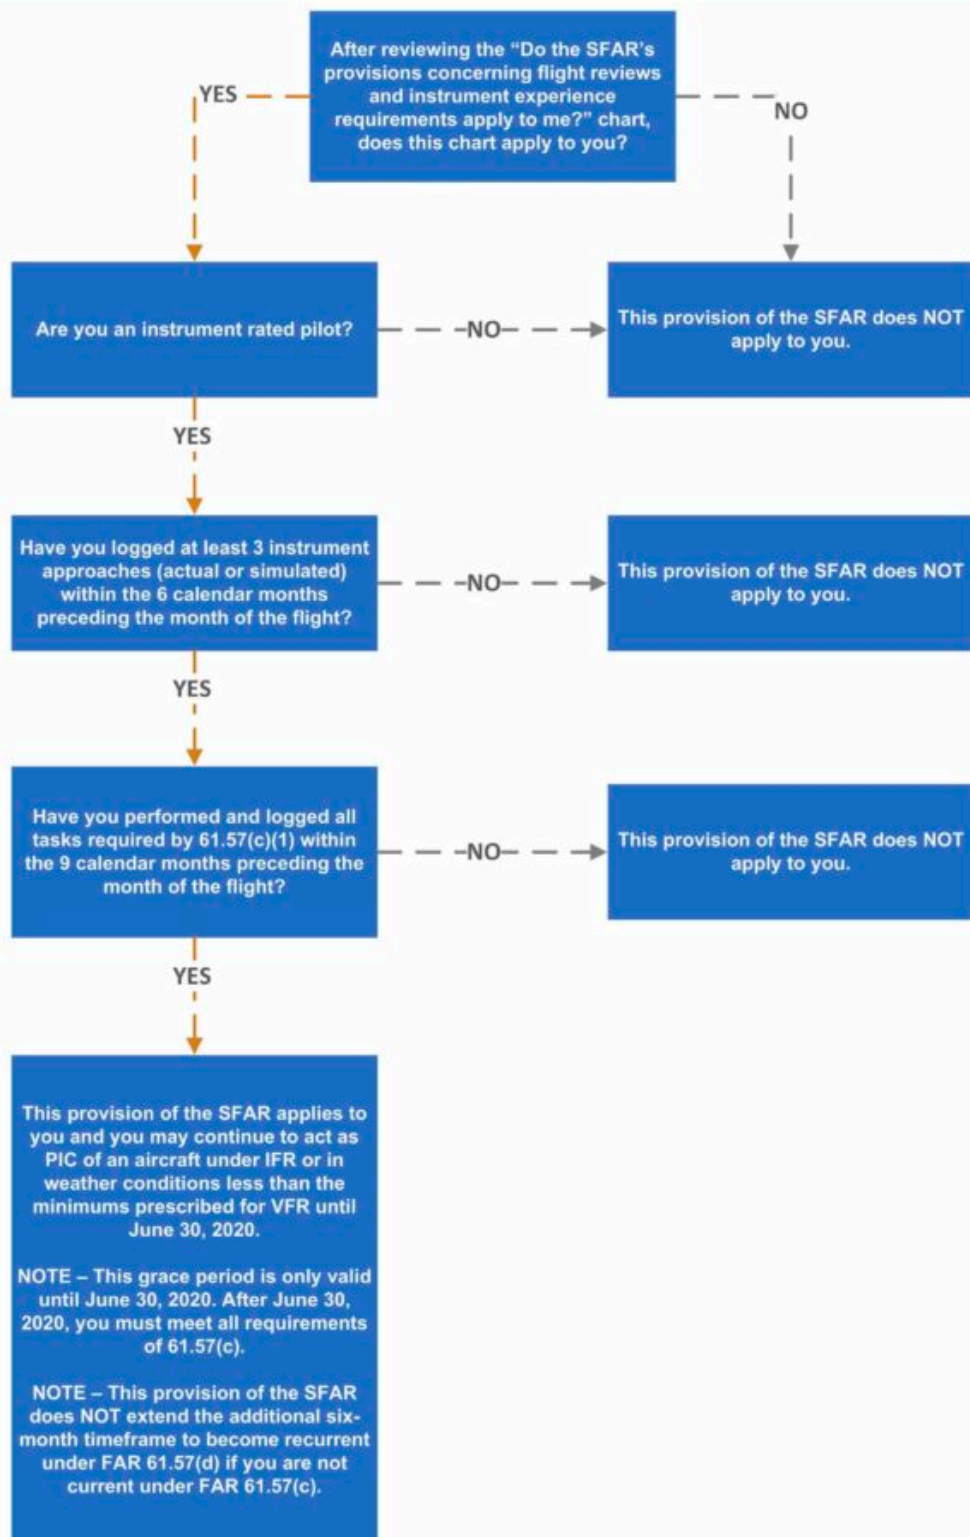 After reviewing the “Do the SFAR’s
provisions concerning flight reviews
and instrument experience
requirements apply to me?” chart,
does this chart apply to you?
YES
NO
Are you an instrument rated pilot?
NO
This provision of the SFAR does NOT
apply to you.
YES
Have you logged at least 3 instrument
approaches (actual or simulated)
within the 6 calendar months
preceding the month of the flight?
NO
This provision of the SFAR does NOT
apply to you.
YES
Have you performed and logged all
tasks required by 61.57(c)(1) within
the 9 calendar months preceding the
month of the flight?
NO
This provision of the SFAR does NOT
apply to you.
YES
This provision of the SFAR applies to
you and you may continue to act as
PIC of an aircraft under IFR or in
weather conditions less than the
minimums prescribed for VFR until
June 30, 2020.
NOTE – This grace period is only valid
until June 30, 2020. After June 30,
2020, you must meet all requirements
of 61.57(c).
NOTE – This provision of the SFAR
does NOT extend the additional six-
month timeframe to become recurrent
under FAR 61.57(d) if you are not
current under FAR 61.57(c).